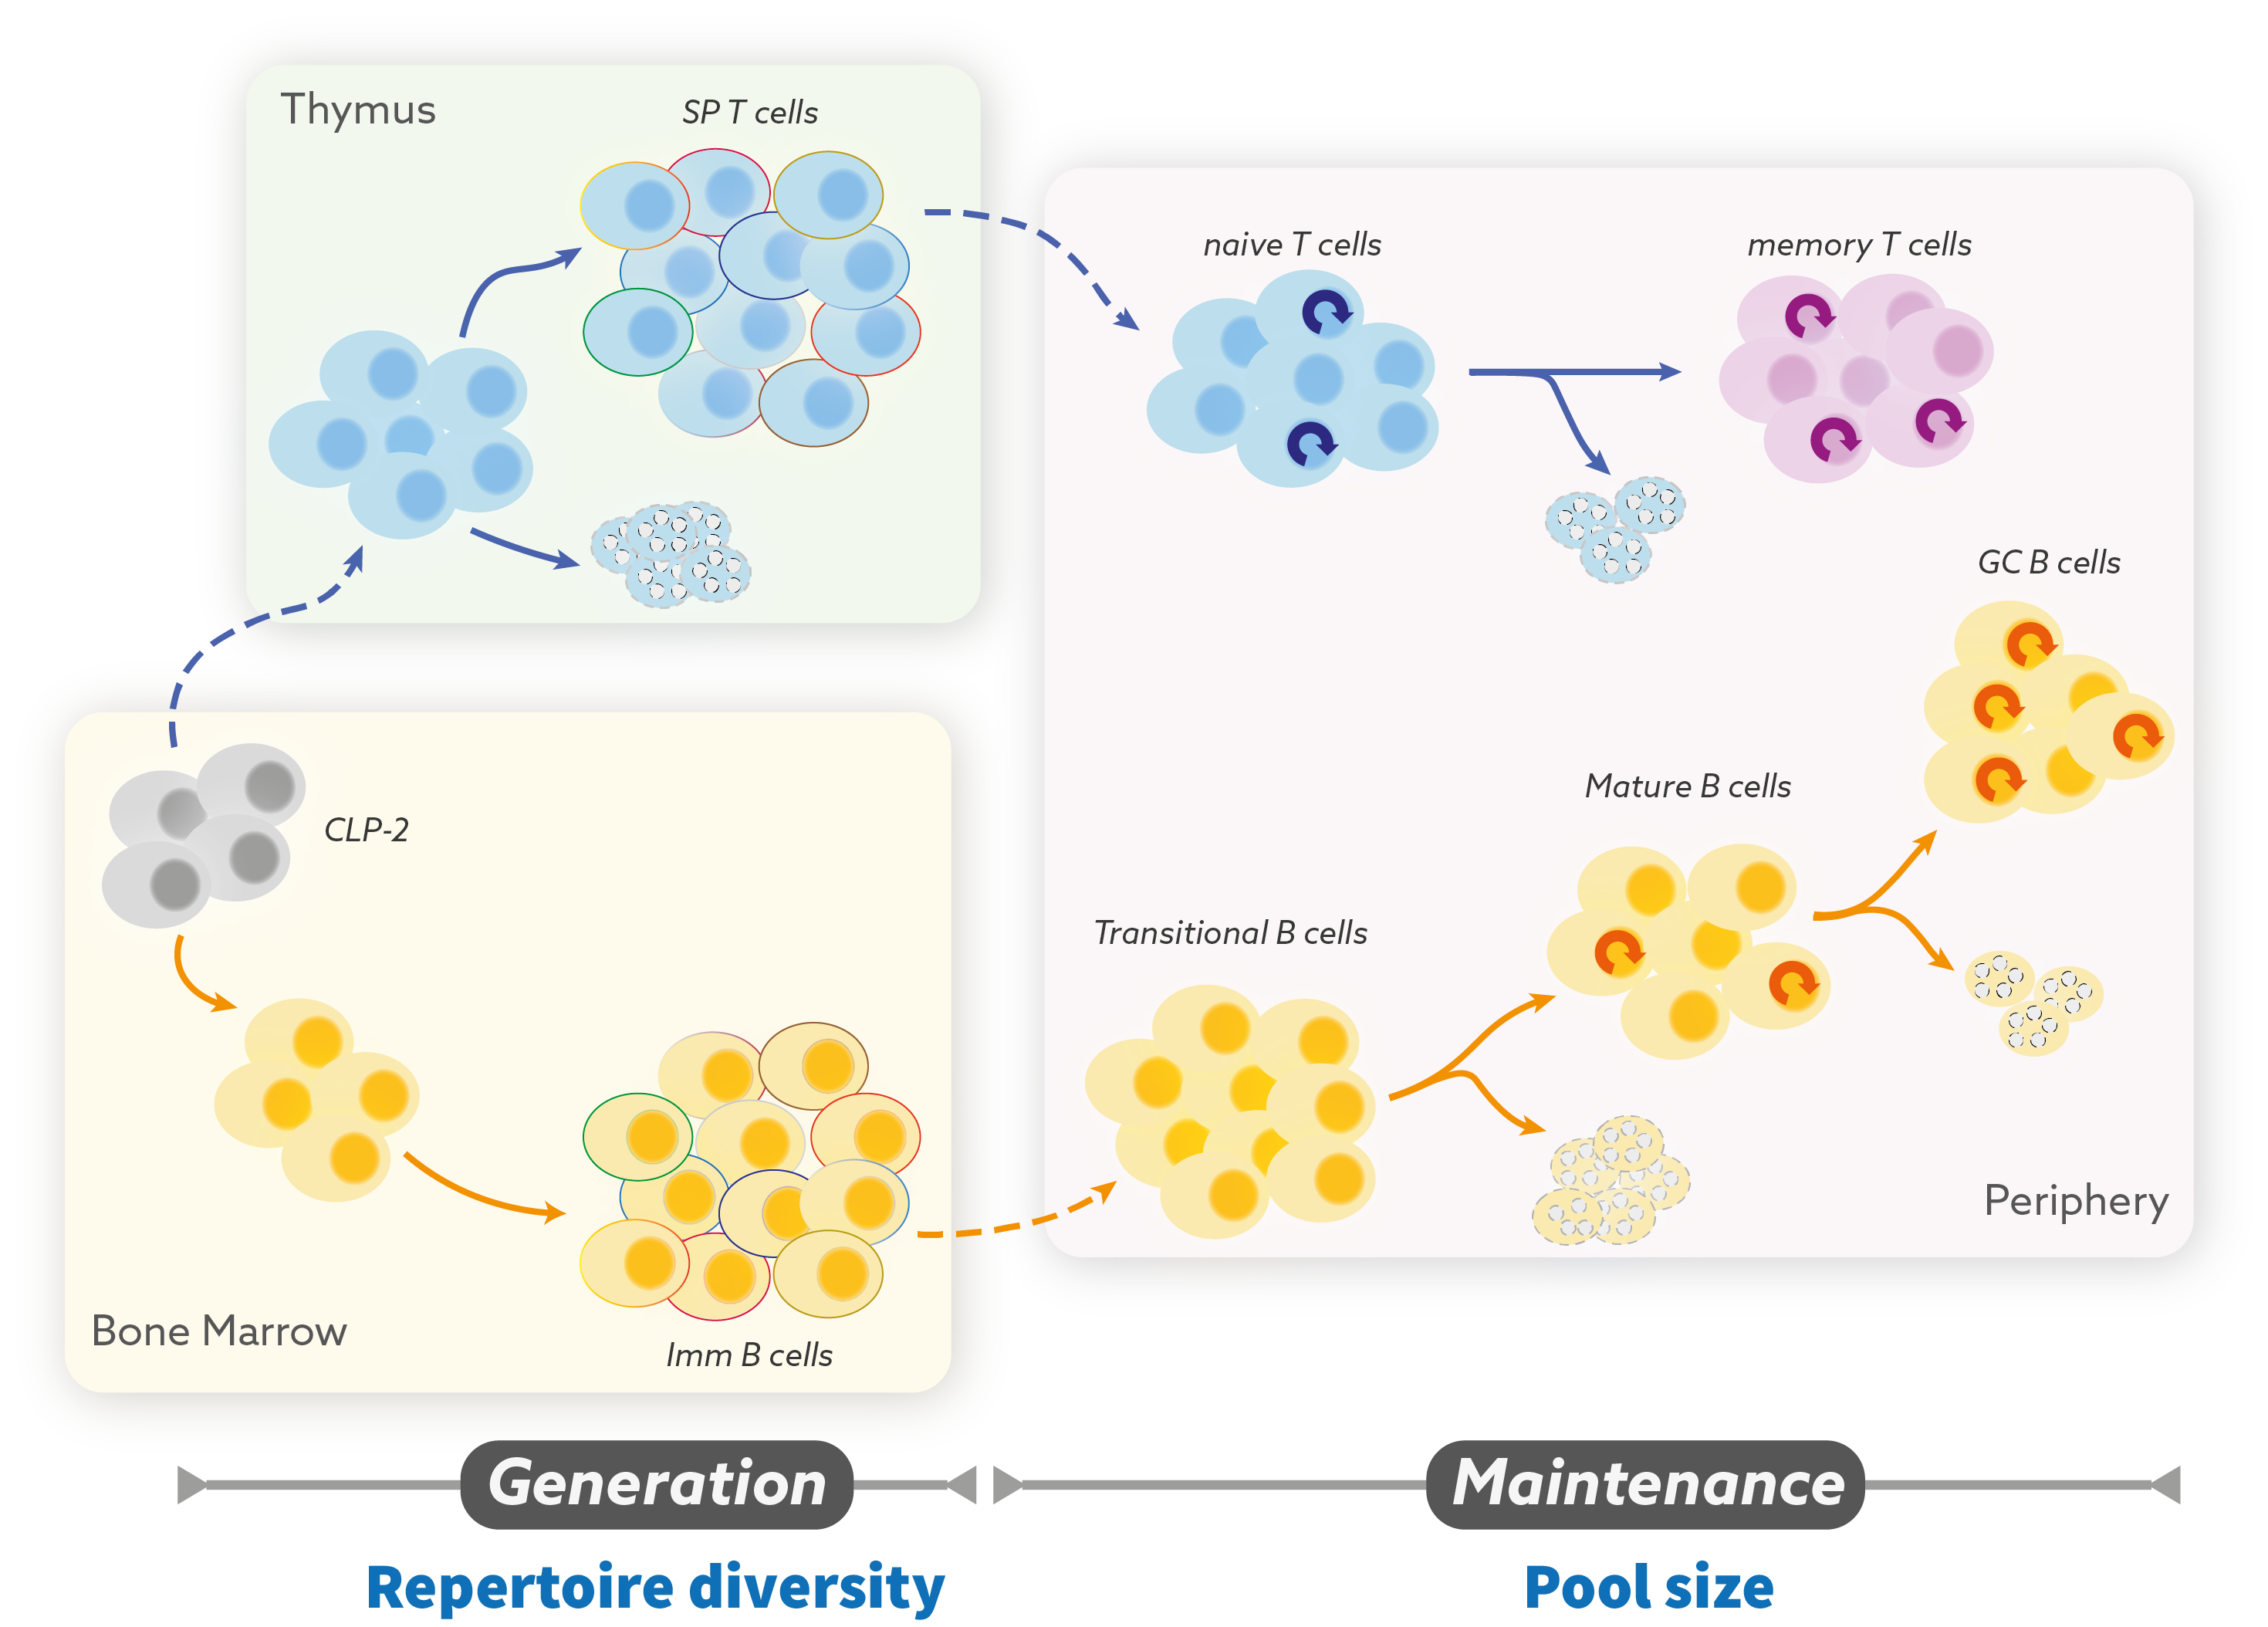 Thymus
SP T cells
naive T cells
memory T cells
GC B cells
CLP-2
Mature B cells
Transitional B cells
Periphery
Bone Marrow
Imm B cells
Generation
Maintenance
Repertoire diversity
Pool size